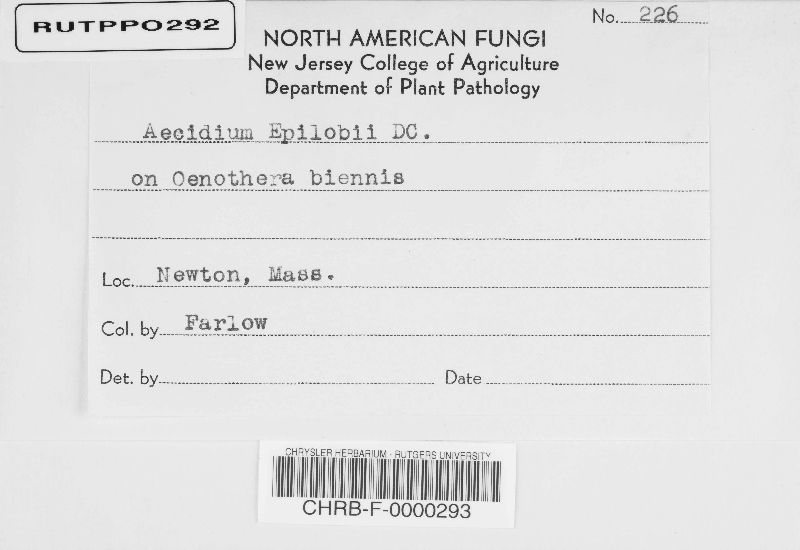 RUTPP0292
No. 226
NORTH AMERICAN FUNGI
New Jersey College of Agriculture
Department of Plant Pathology
Aecidium Epilobii DC.
on Oenothera biennis
Loc. Newton, Mass.
Col. by Farlow
Det. by Date
CHRYSLER HERBARIUM - RUTGERS UNIVERSITY
CHRB-F-0000293